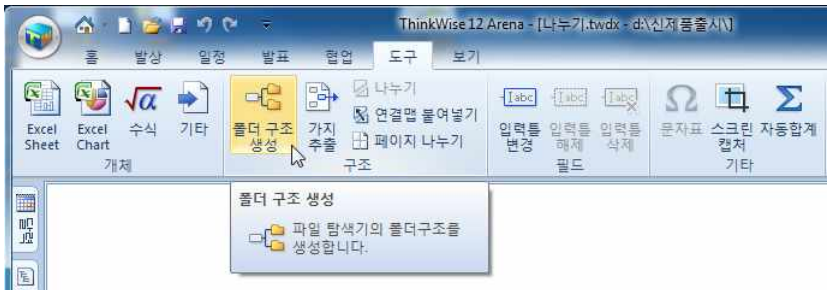 ThinkWise 12 Arena - [나누기.twdx - d:\신제품출시\]
홈 발상 일정 발표 협업 도구 보기
Excel Sheet
Excel Chart
수식
기타
개체
폴더 구조 생성
가지 추출
나누기
연결맵 붙여넣기
페이지 나누기
구조
입력틀 변경
입력틀 해제
입력틀 삭제
필드
문자표
스크린 캡처
자동합계
기타
폴더 구조 생성
파일 탐색기의 폴더구조를
생성합니다.